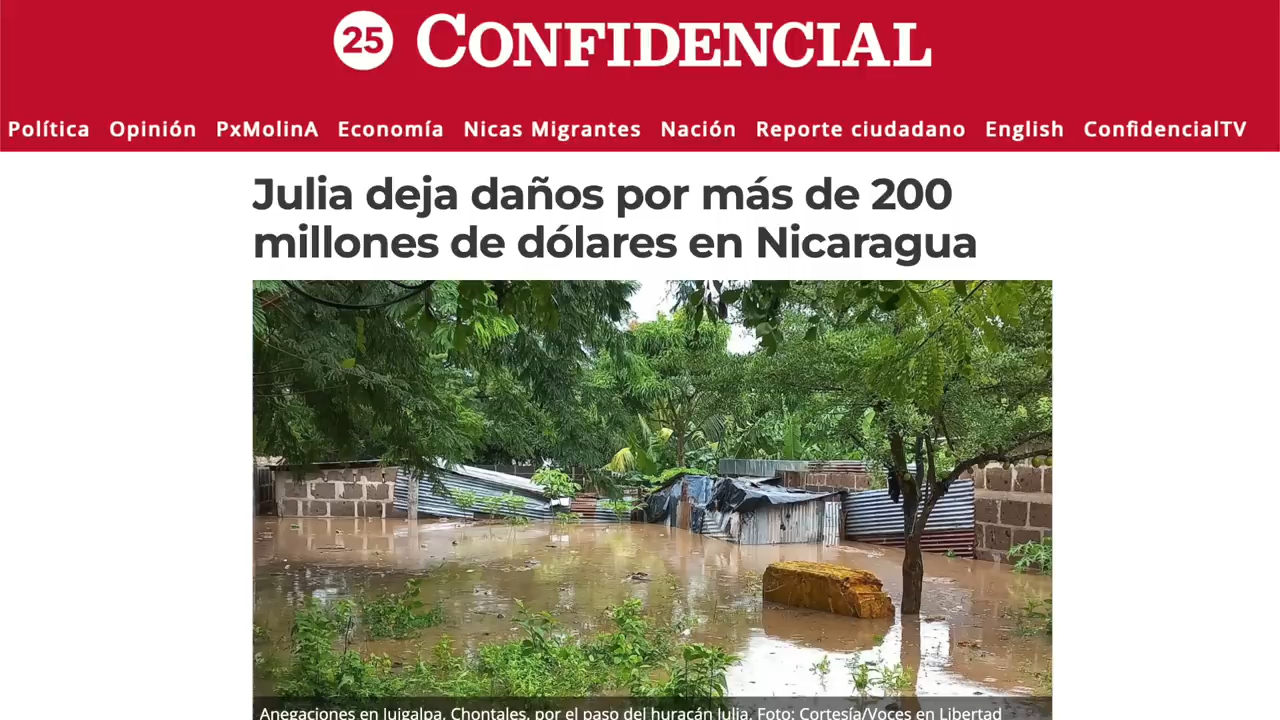 25 CONFIDENCIAL
Política Opinión PxMolinA Economía Nicas Migrantes Nación Reporte ciudadano English ConfidencialTV
Julia deja daños por más de 200
millones de dólares en Nicaragua
Anegaciones en Juigalpa, Chontales, por el paso del huracán Julia. Foto: Cortesía/Voces en Libertad